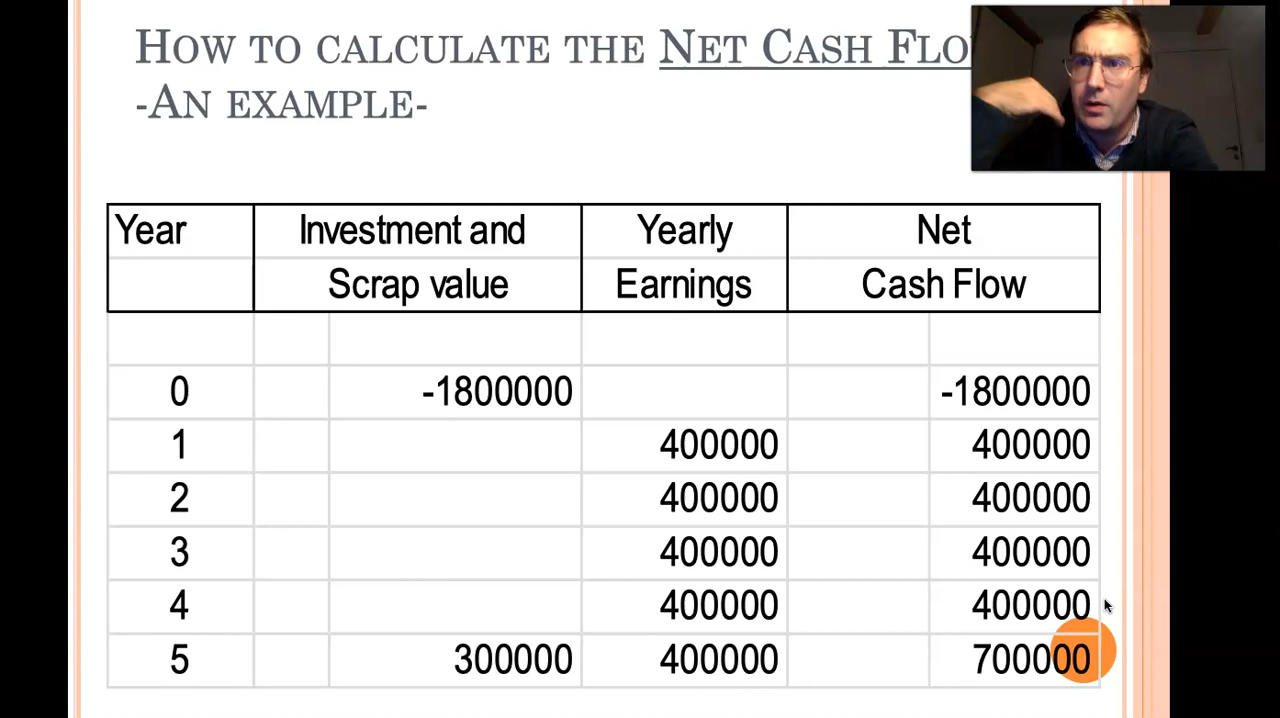 HOW TO CALCULATE THE NET CASH FLO
-AN EXAMPLE-
Year Investment and Yearly Net
Scrap value Earnings Cash Flow
0 -1800000 -1800000
1 400000 400000
2 400000 400000
3 400000 400000
4 400000 400000
5 300000 400000 700000